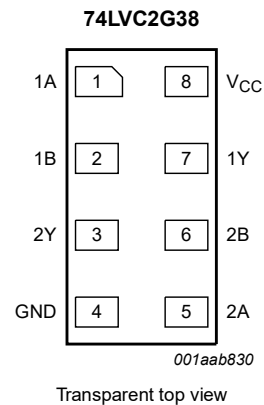 74LVC2G38
1A 1 8 VCC
1B 2 7 1Y
2Y 3 6 2B
GND 4 5 2A
001aab830
Transparent top view